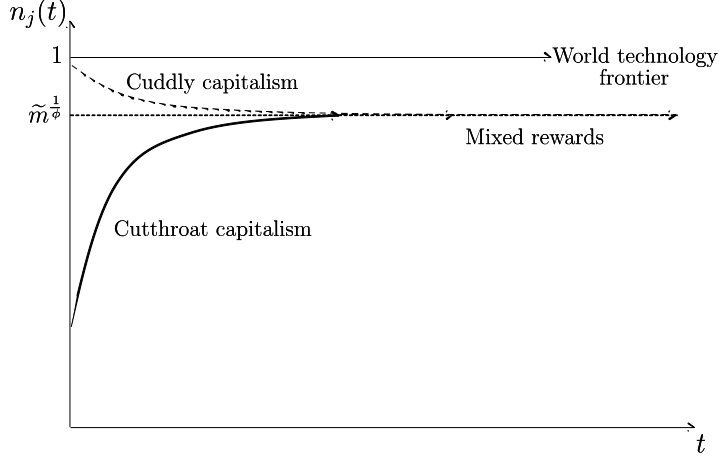 n_j(t)
1
World technology
frontier
Cuddly capitalism
m̃^{1/ϕ}
Mixed rewards
Cutthroat capitalism
t